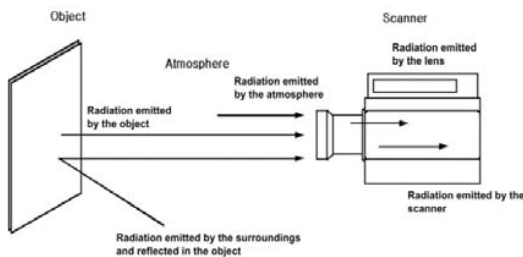 Object
Scanner
Atmosphere
Radiation emitted
by the lens
Radiation emitted
by the atmosphere
Radiation emitted
by the object
Radiation emitted by the
scanner
Radiation emitted by the surroundings
and reflected in the object